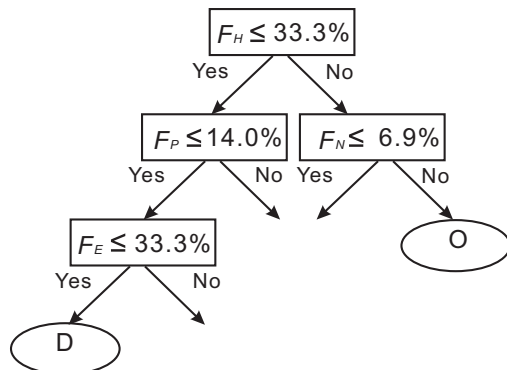 F_H ≤ 33.3%
Yes No
F_P ≤14.0% F_N ≤ 6.9%
Yes No Yes No
F_E ≤ 33.3% O
Yes No
D